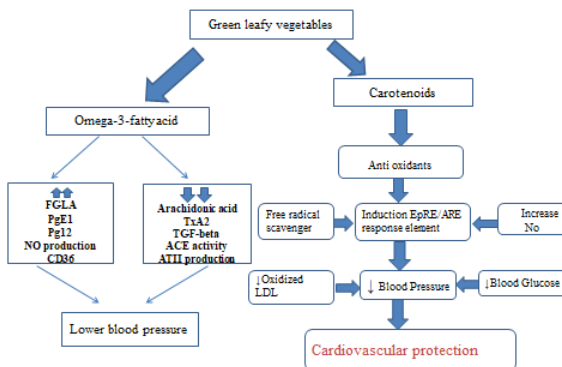 Green leafy vegetables
Omega-3-fattyacid
Carotenoids
Anti oxidants
FGLA
PgE1
Pg12
NO production
CD36
Arachidonic acid
TxA2
TGF-beta
ACE activity
ATII production
Free radical
scavenger
Induction EpRE/ARE
response element
Increase
No
↓Oxidized
LDL
↓ Blood Pressure
↓Blood Glucose
Lower blood pressure
Cardiovascular protection